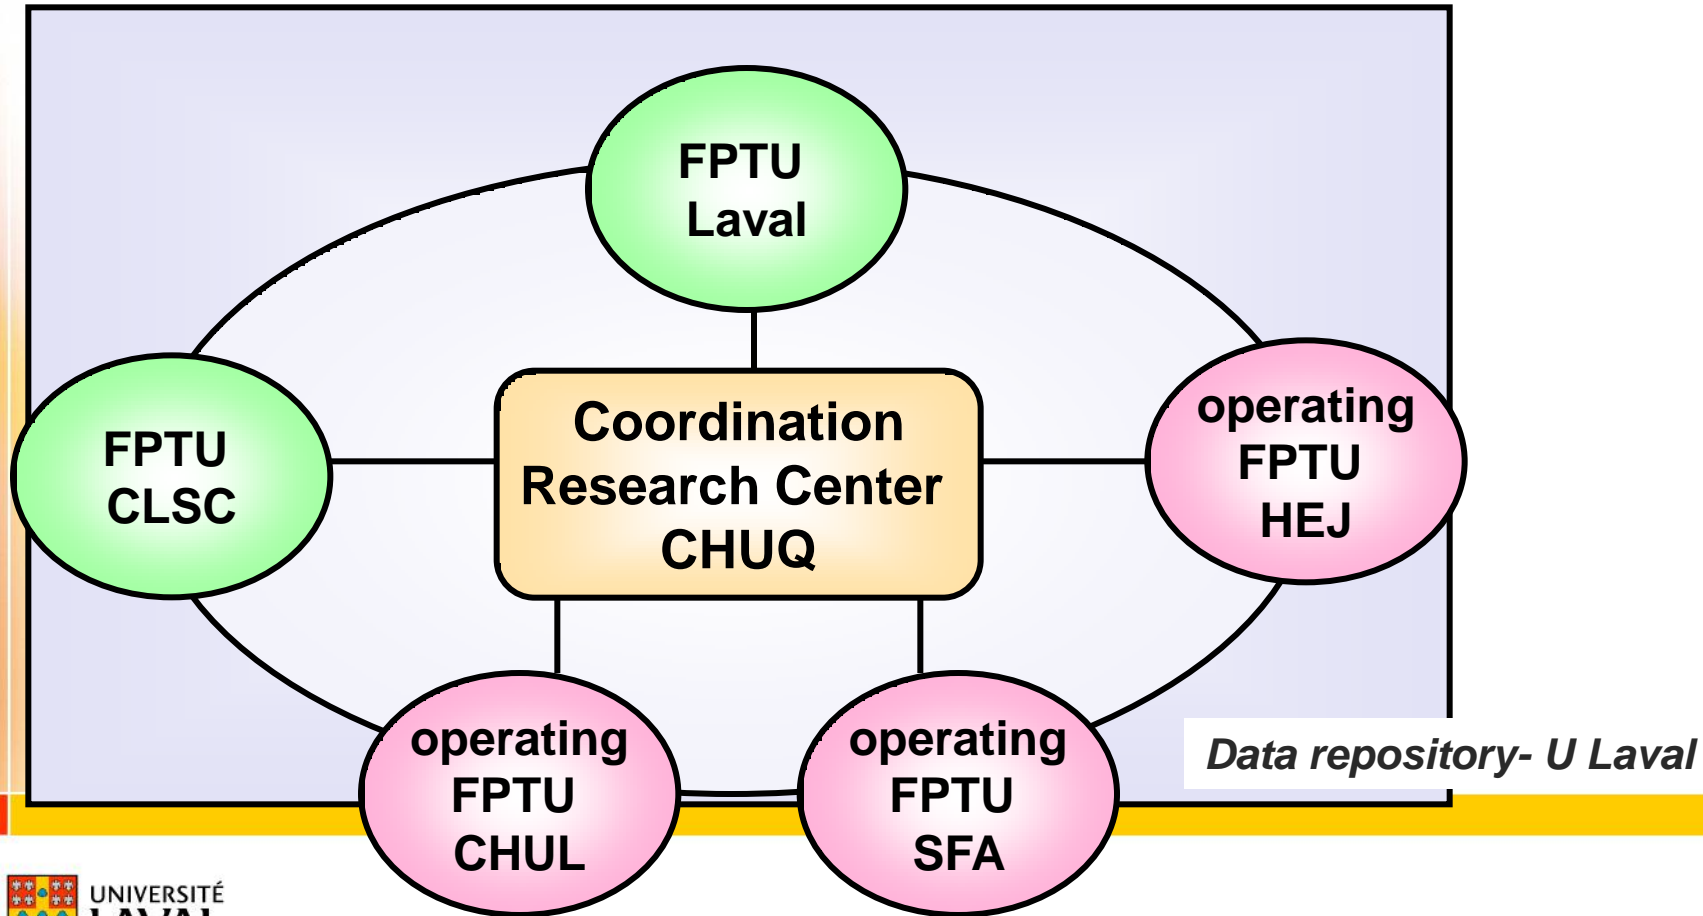 FPTU
Laval
FPTU
CLSC
Coordination
Research Center
CHUQ
operating
FPTU
HEJ
operating
FPTU
CHUL
operating
FPTU
SFA
Data repository- U Laval
UNIVERSITÉ
LAVAL